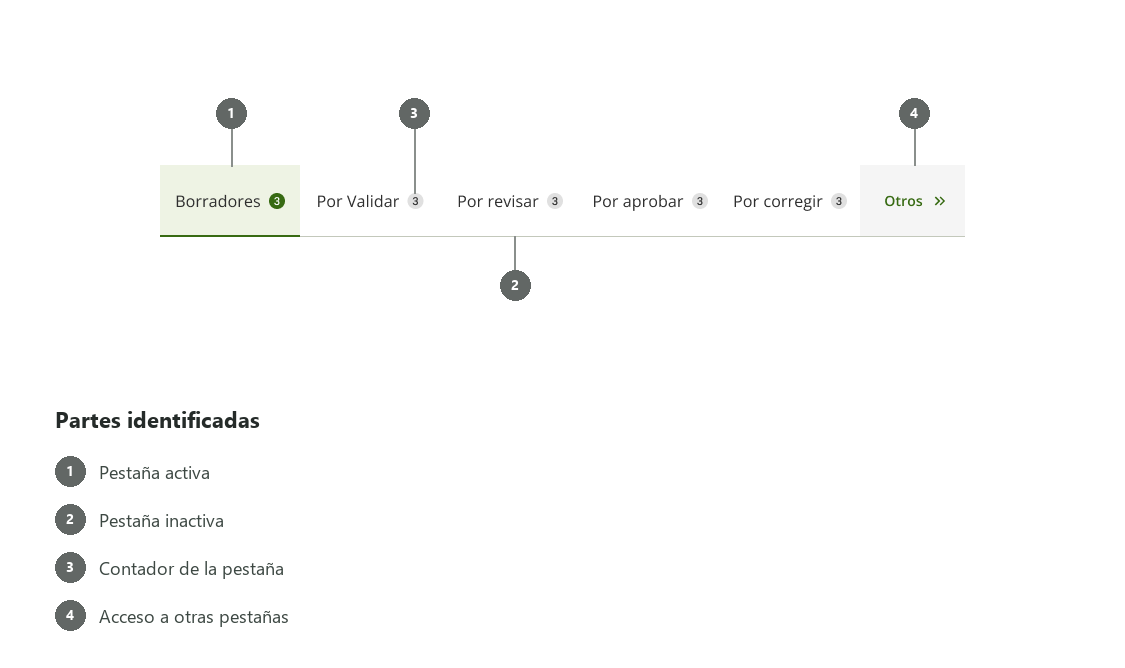 1 3 4
Borradores 3 Por Validar 3 Por revisar 3 Por aprobar 3 Por corregir 3 Otros »
2
Partes identificadas
1 Pestaña activa
2 Pestaña inactiva
3 Contador de la pestaña
4 Acceso a otras pestañas